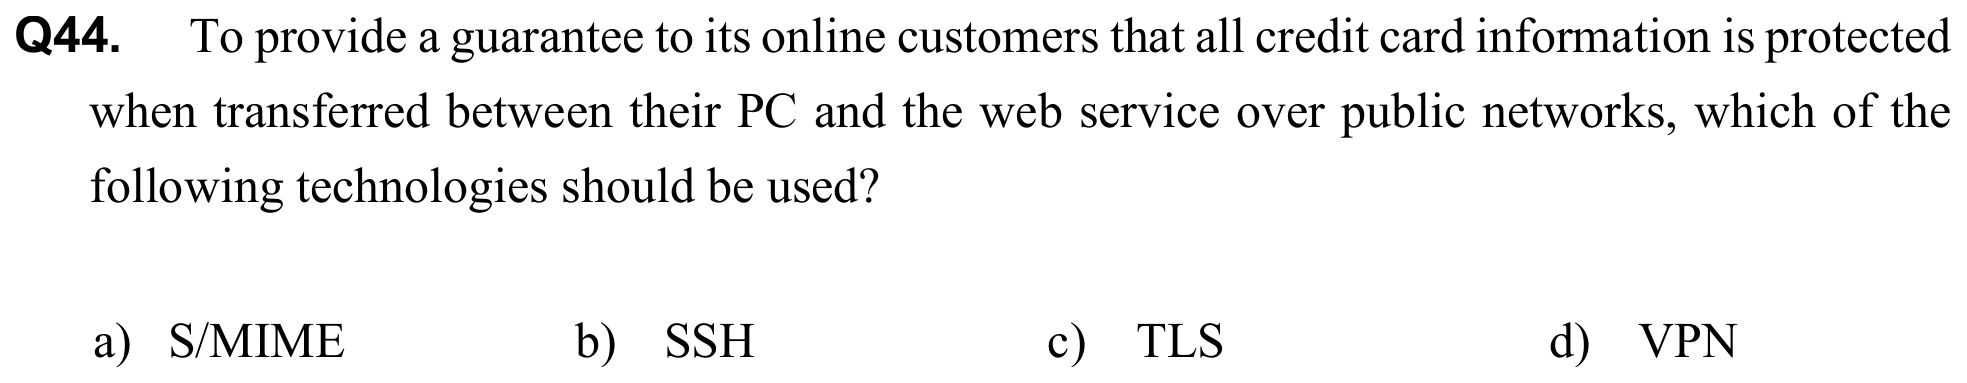 Q44. To provide a guarantee to its online customers that all credit card information is protected
when transferred between their PC and the web service over public networks, which of the
following technologies should be used?
a) S/MIME b) SSH c) TLS d) VPN